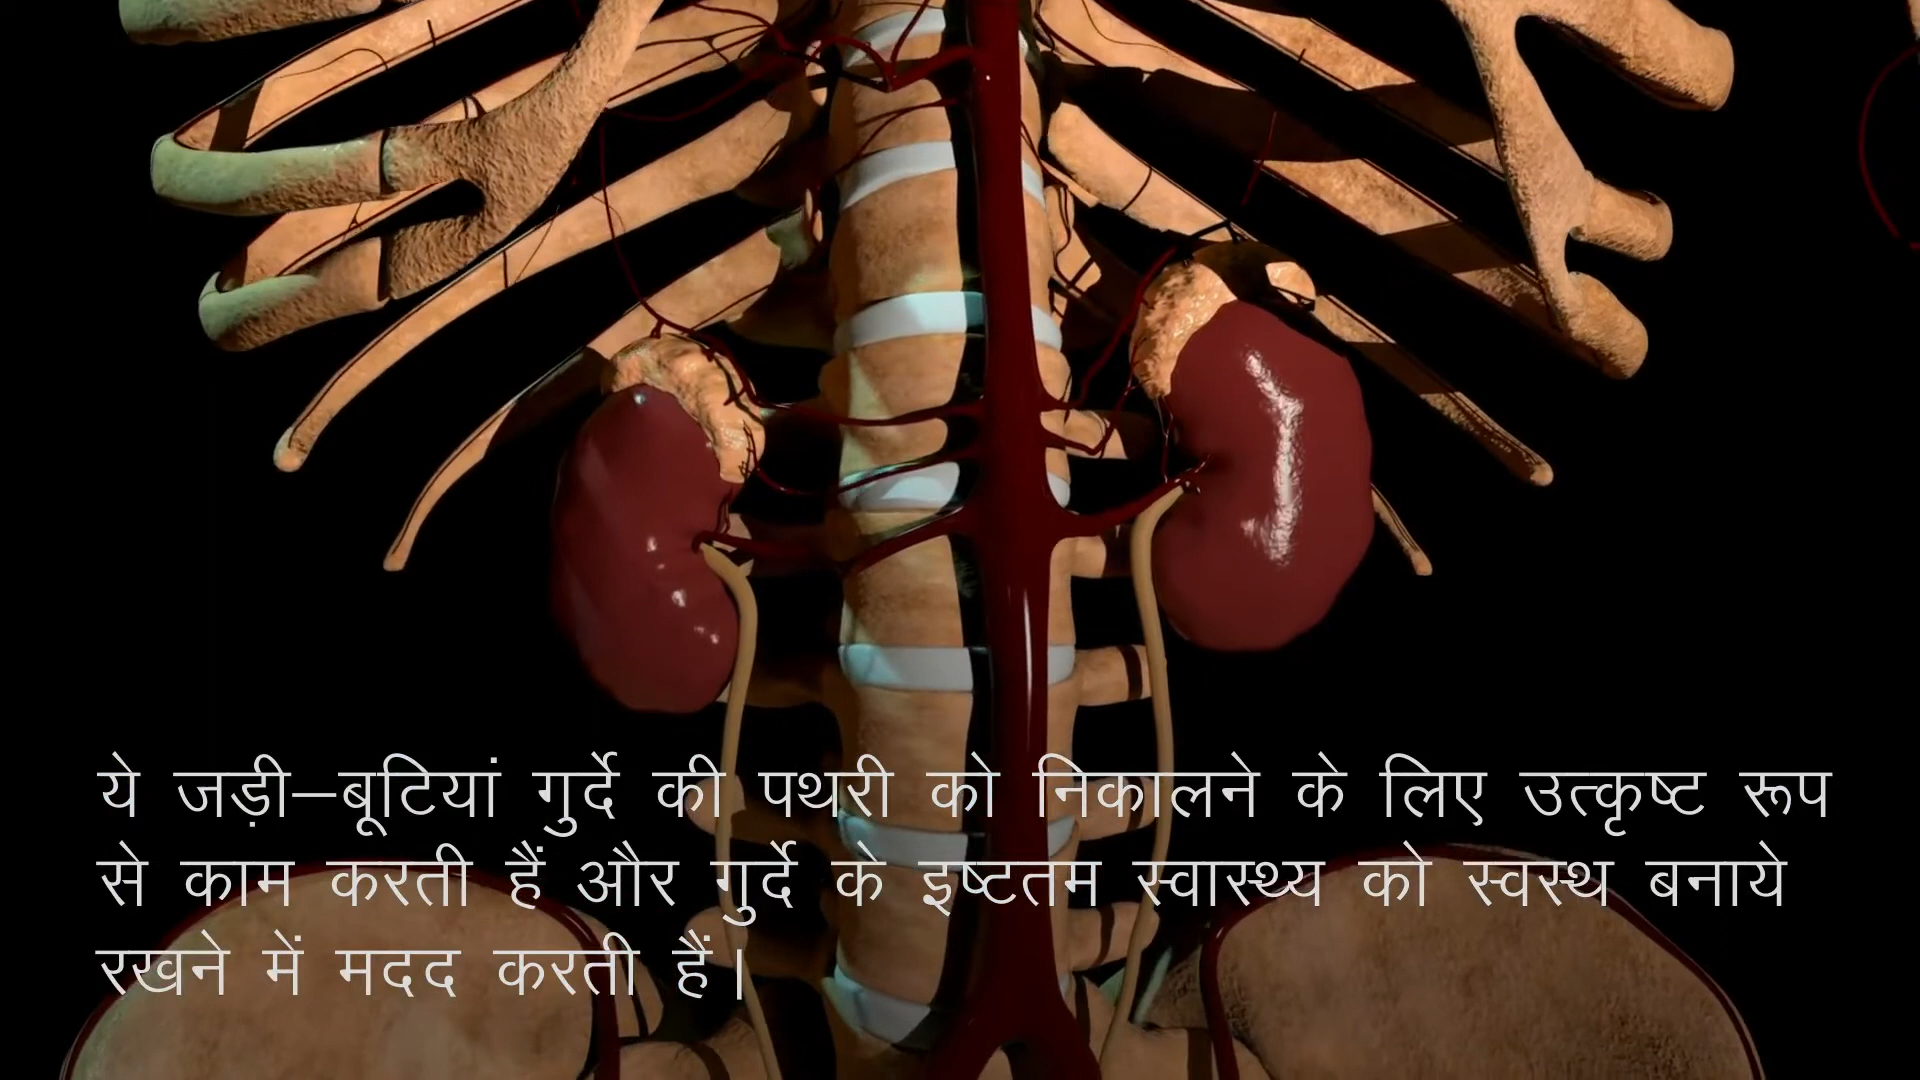 ये जड़ी–बूटियां गुर्दे की पथरी को निकालने के लिए उत्कृष्ट रूप
से काम करती हैं और गुर्दे के इष्टतम स्वास्थ्य को स्वस्थ बनाये
रखने में मदद करती हैं।